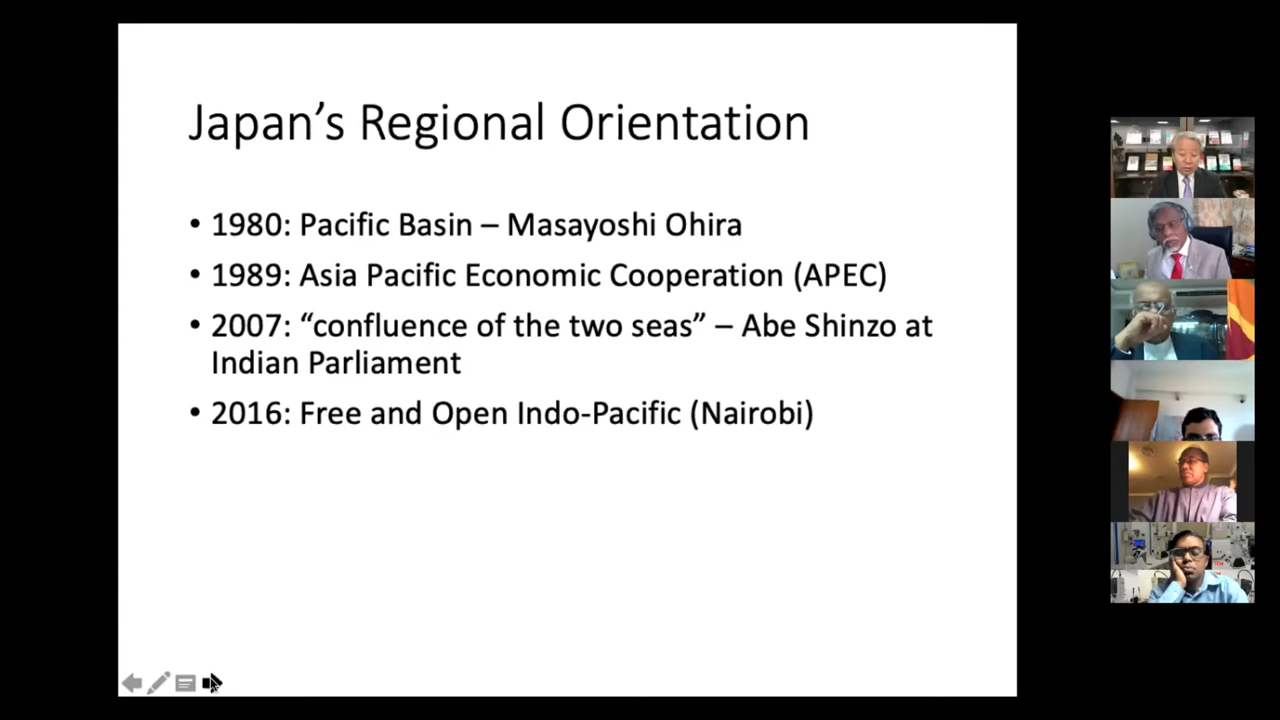 Japan’s Regional Orientation
• 1980: Pacific Basin – Masayoshi Ohira
• 1989: Asia Pacific Economic Cooperation (APEC)
• 2007: “confluence of the two seas” – Abe Shinzo at
Indian Parliament
• 2016: Free and Open Indo-Pacific (Nairobi)